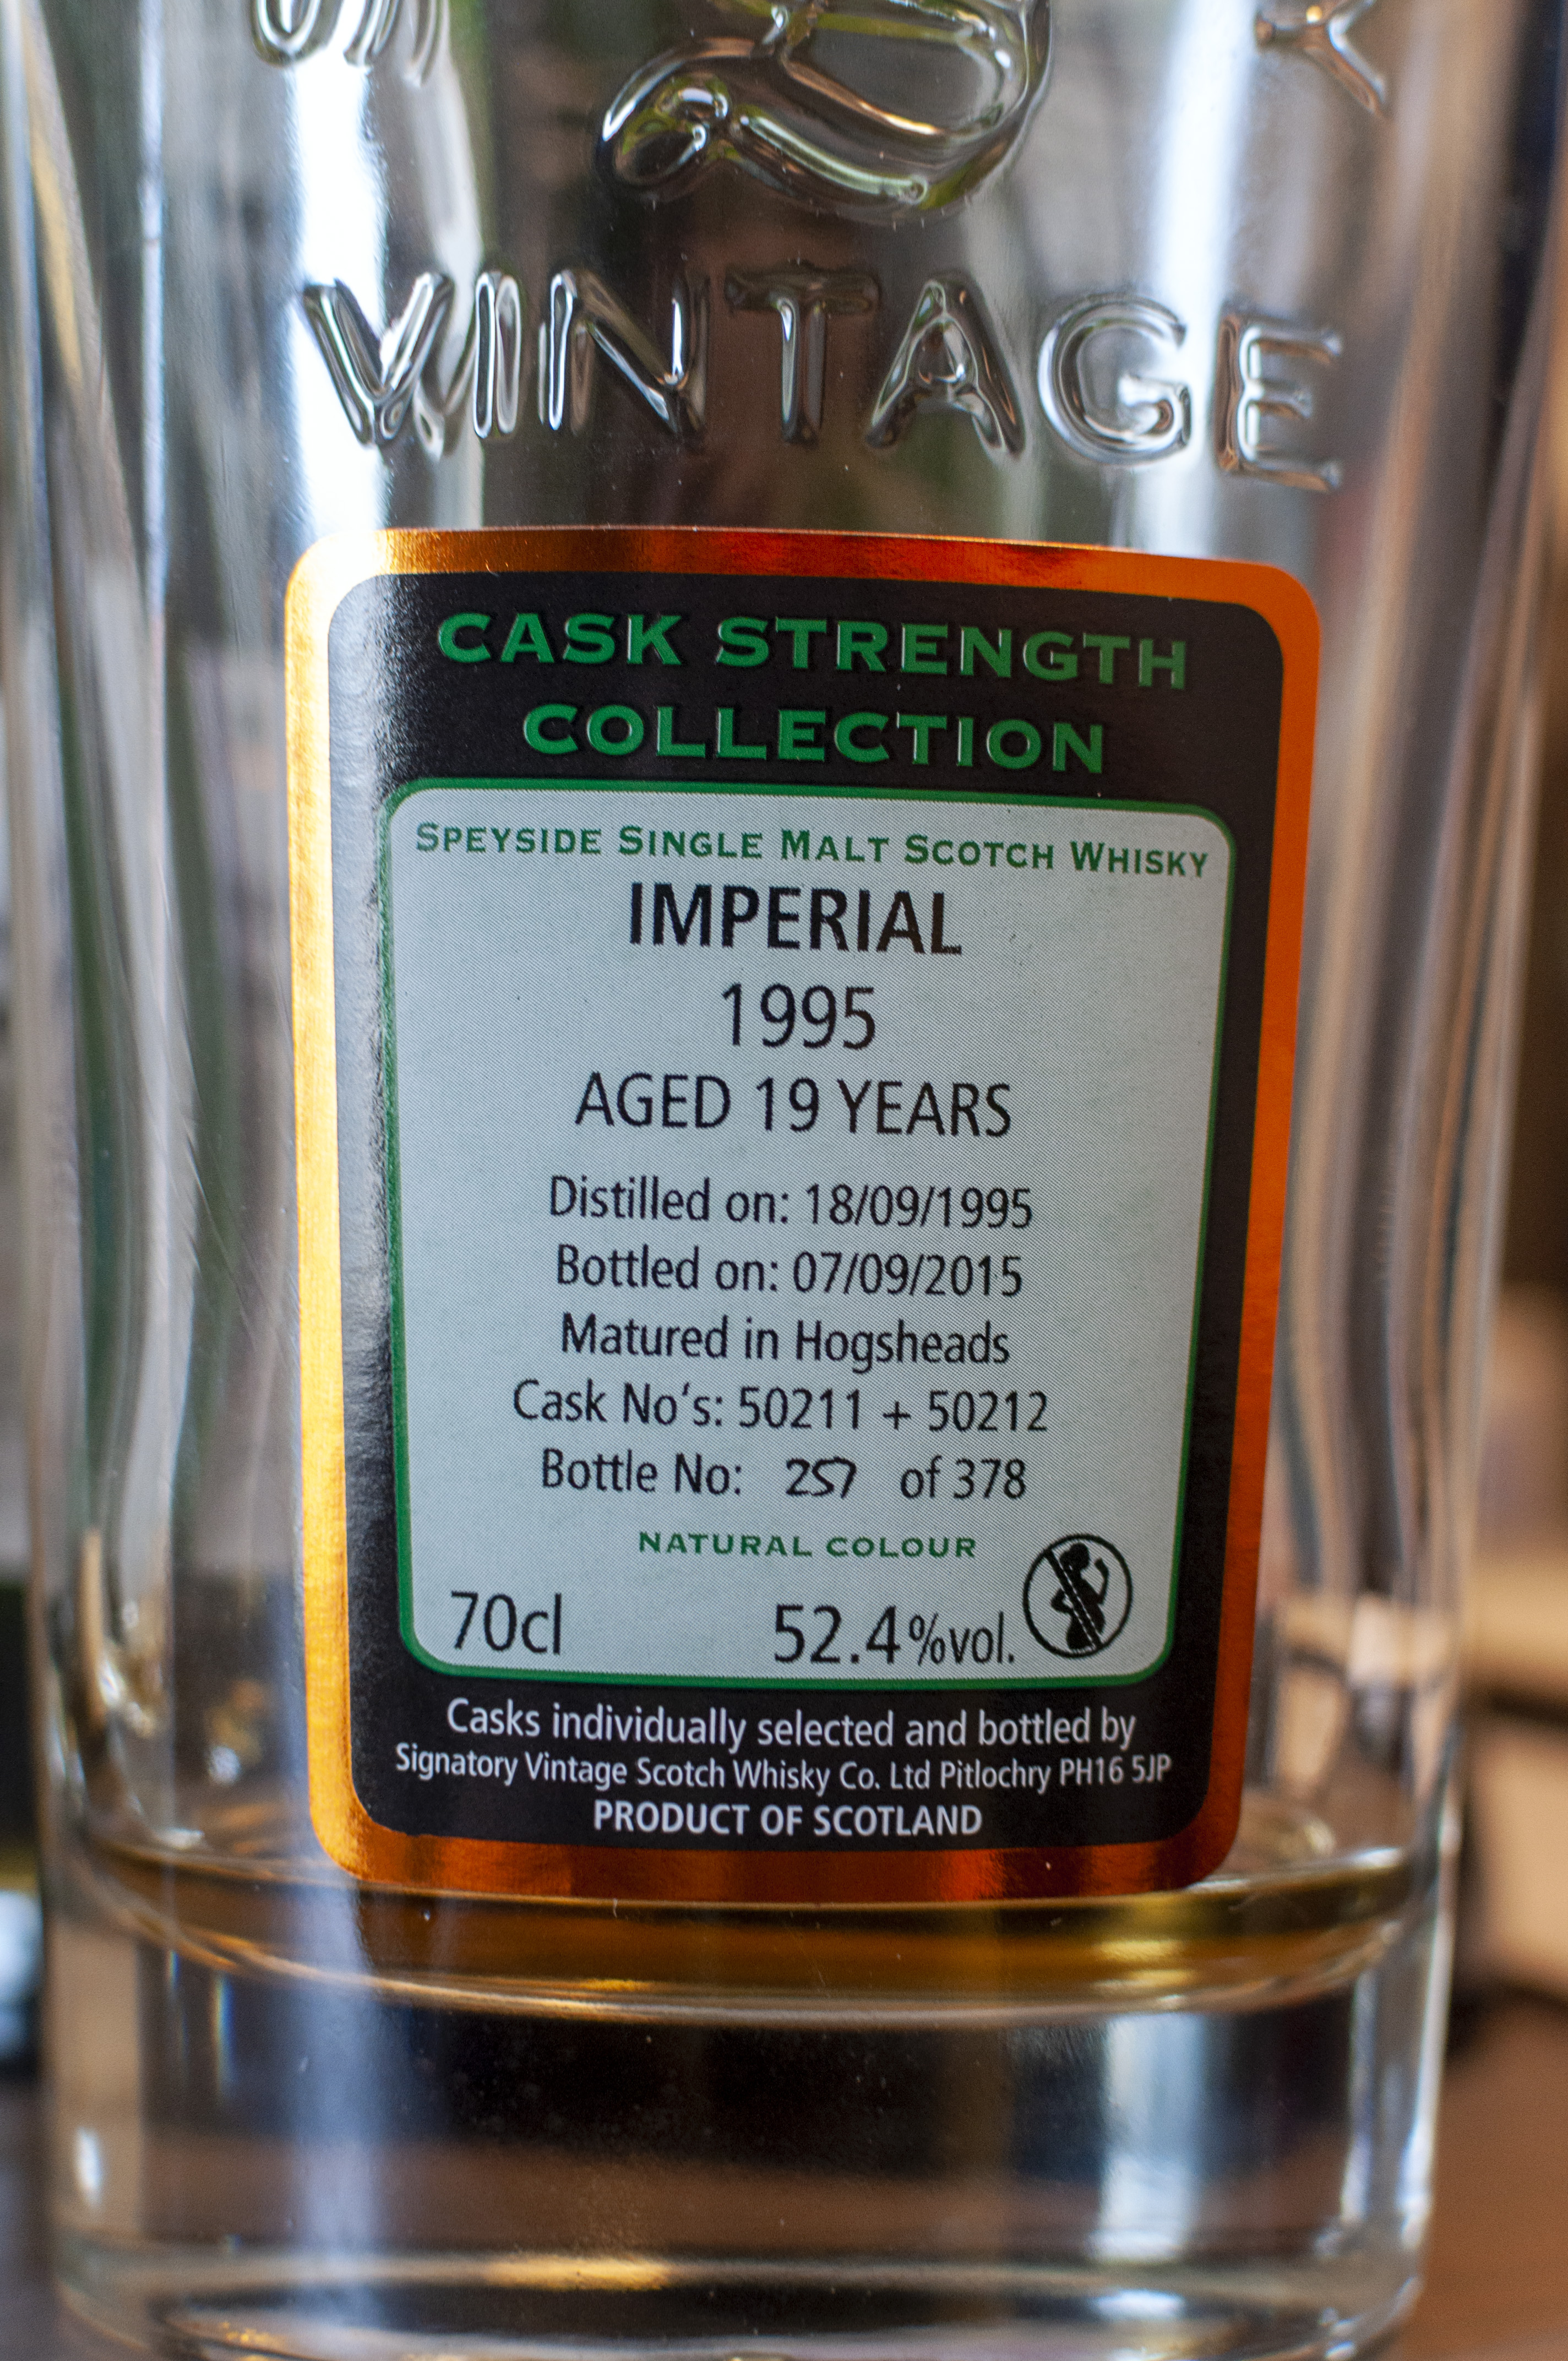 VINTAGE
CASK STRENGTH
COLLECTION
SPEYSIDE SINGLE MALT SCOTCH WHISKY
IMPERIAL
1995
AGED 19 YEARS
Distilled on: 18/09/1995
Bottled on: 07/09/2015
Matured in Hogsheads
Cask No's: 50211 + 50212
Bottle No: 257 of 378
NATURAL COLOUR
70cl 52.4%vol.
Casks individually selected and bottled by
Signatory Vintage Scotch Whisky Co. Ltd Pitlochry PH16 5JP
PRODUCT OF SCOTLAND